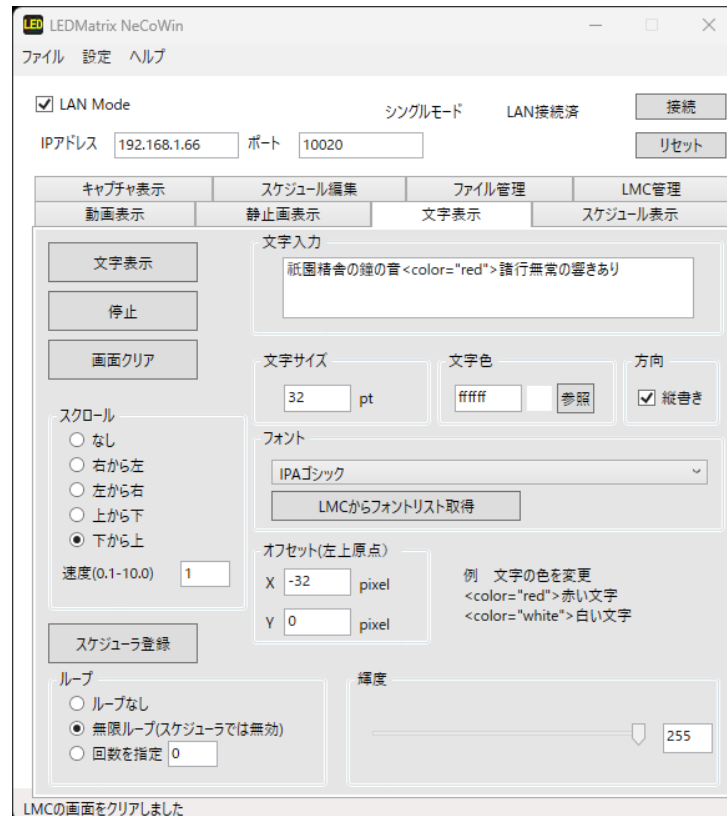 LED LEDMatrix NeCoWin
ファイル 設定 ヘルプ
LAN Mode シングルモード LAN接続済 接続
IPアドレス 192.168.1.66 ポート 10020 リセット
キャプチャ表示 スケジュール編集 ファイル管理 LMC管理
動画表示 静止画表示 文字表示 スケジュール表示
文字表示
停止
画面クリア
文字入力
祇園精舎の鐘の音<color="red">諸行無常の響きあり
文字サイズ
32 pt
文字色
ffffff 参照
方向
縦書き
スクロール
なし
右から左
左から右
上から下
下から上
速度(0.1-10.0) 1
フォント
IPAゴシック
LMCからフォントリスト取得
オフセット(左上原点)
X -32 pixel
Y 0 pixel
例 文字の色を変更
<color="red">赤い文字
<color="white">白い文字
スケジューラ登録
ループ
ループなし
無限ループ(スケジューラでは無効)
回数を指定 0
輝度
255
LMCの画面をクリアしました